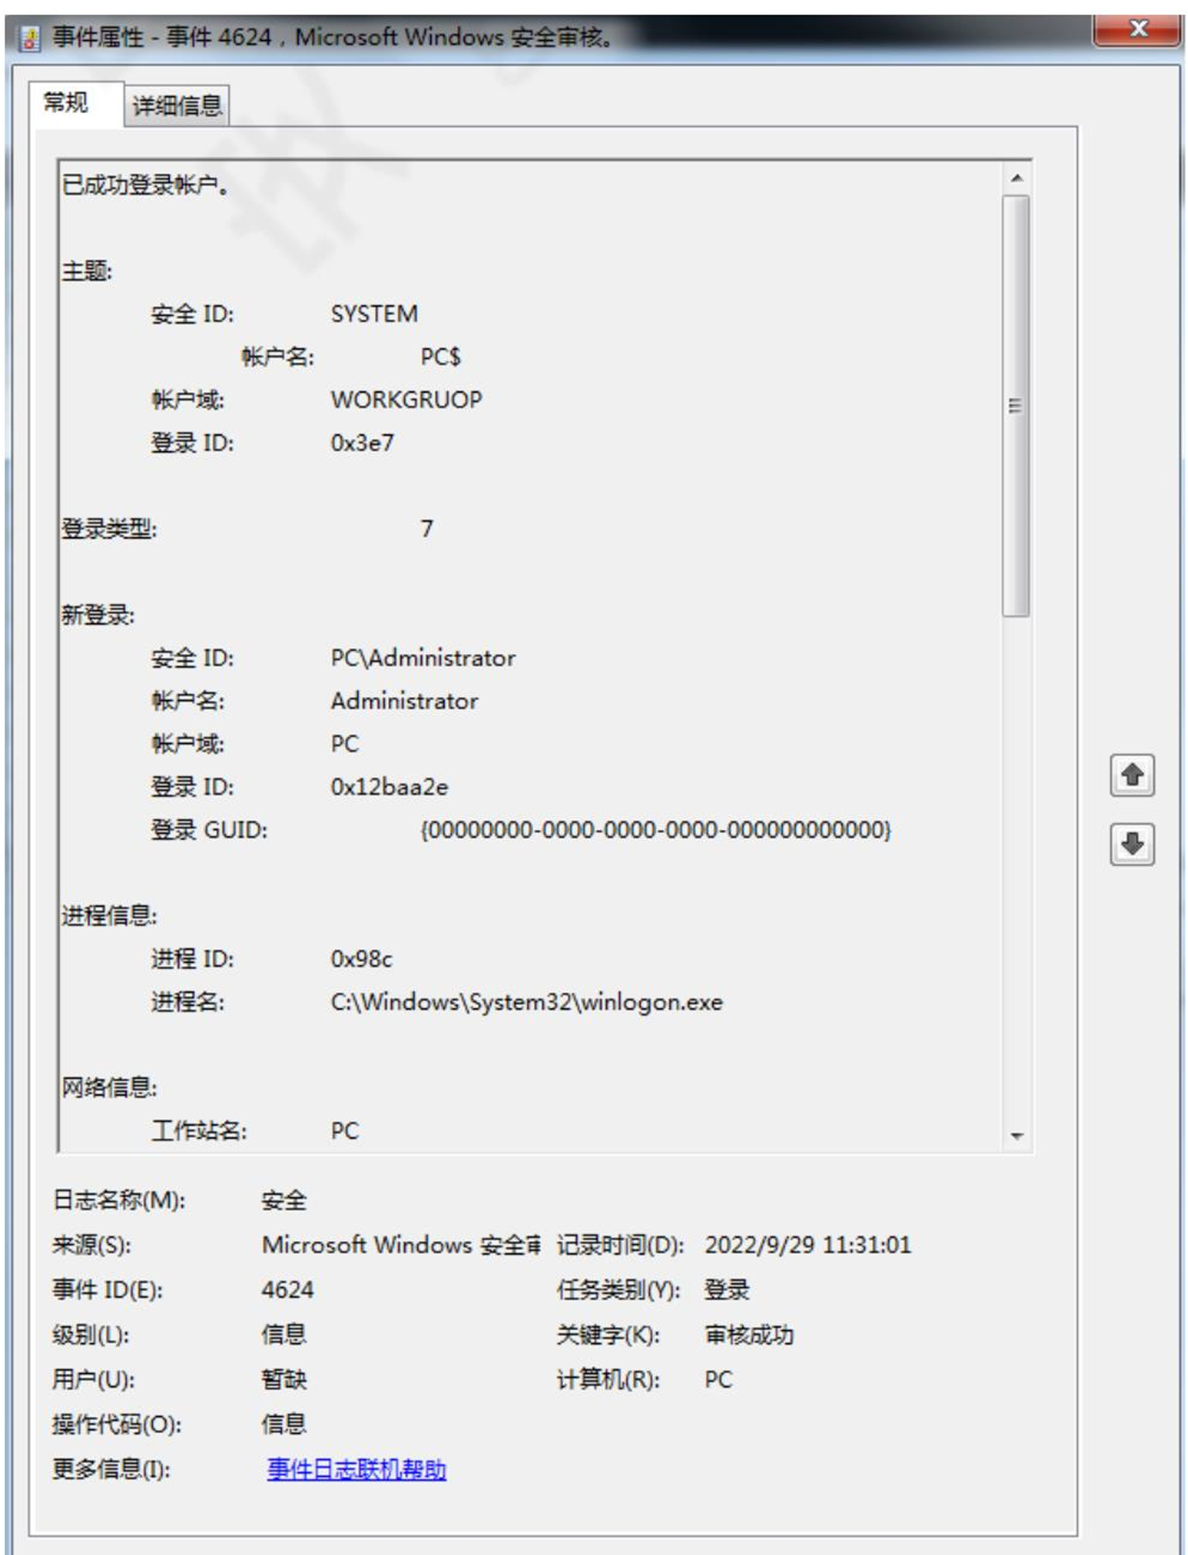 事件属性 - 事件 4624，Microsoft Windows 安全审核。
常规 详细信息
已成功登录帐户。
主题:
安全 ID: SYSTEM
帐户名: PC$
帐户域: WORKGRUOP
登录 ID: 0x3e7
登录类型: 7
新登录:
安全 ID: PC\Administrator
帐户名: Administrator
帐户域: PC
登录 ID: 0x12baa2e
登录 GUID: {00000000-0000-0000-0000-000000000000}
进程信息:
进程 ID: 0x98c
进程名: C:\Windows\System32\winlogon.exe
网络信息:
工作站名: PC
日志名称(M): 安全
来源(S): Microsoft Windows 安全审 记录时间(D): 2022/9/29 11:31:01
事件 ID(E): 4624 任务类别(Y): 登录
级别(L): 信息 关键字(K): 审核成功
用户(U): 暂缺 计算机(R): PC
操作代码(O): 信息
更多信息(I): 事件日志联机帮助